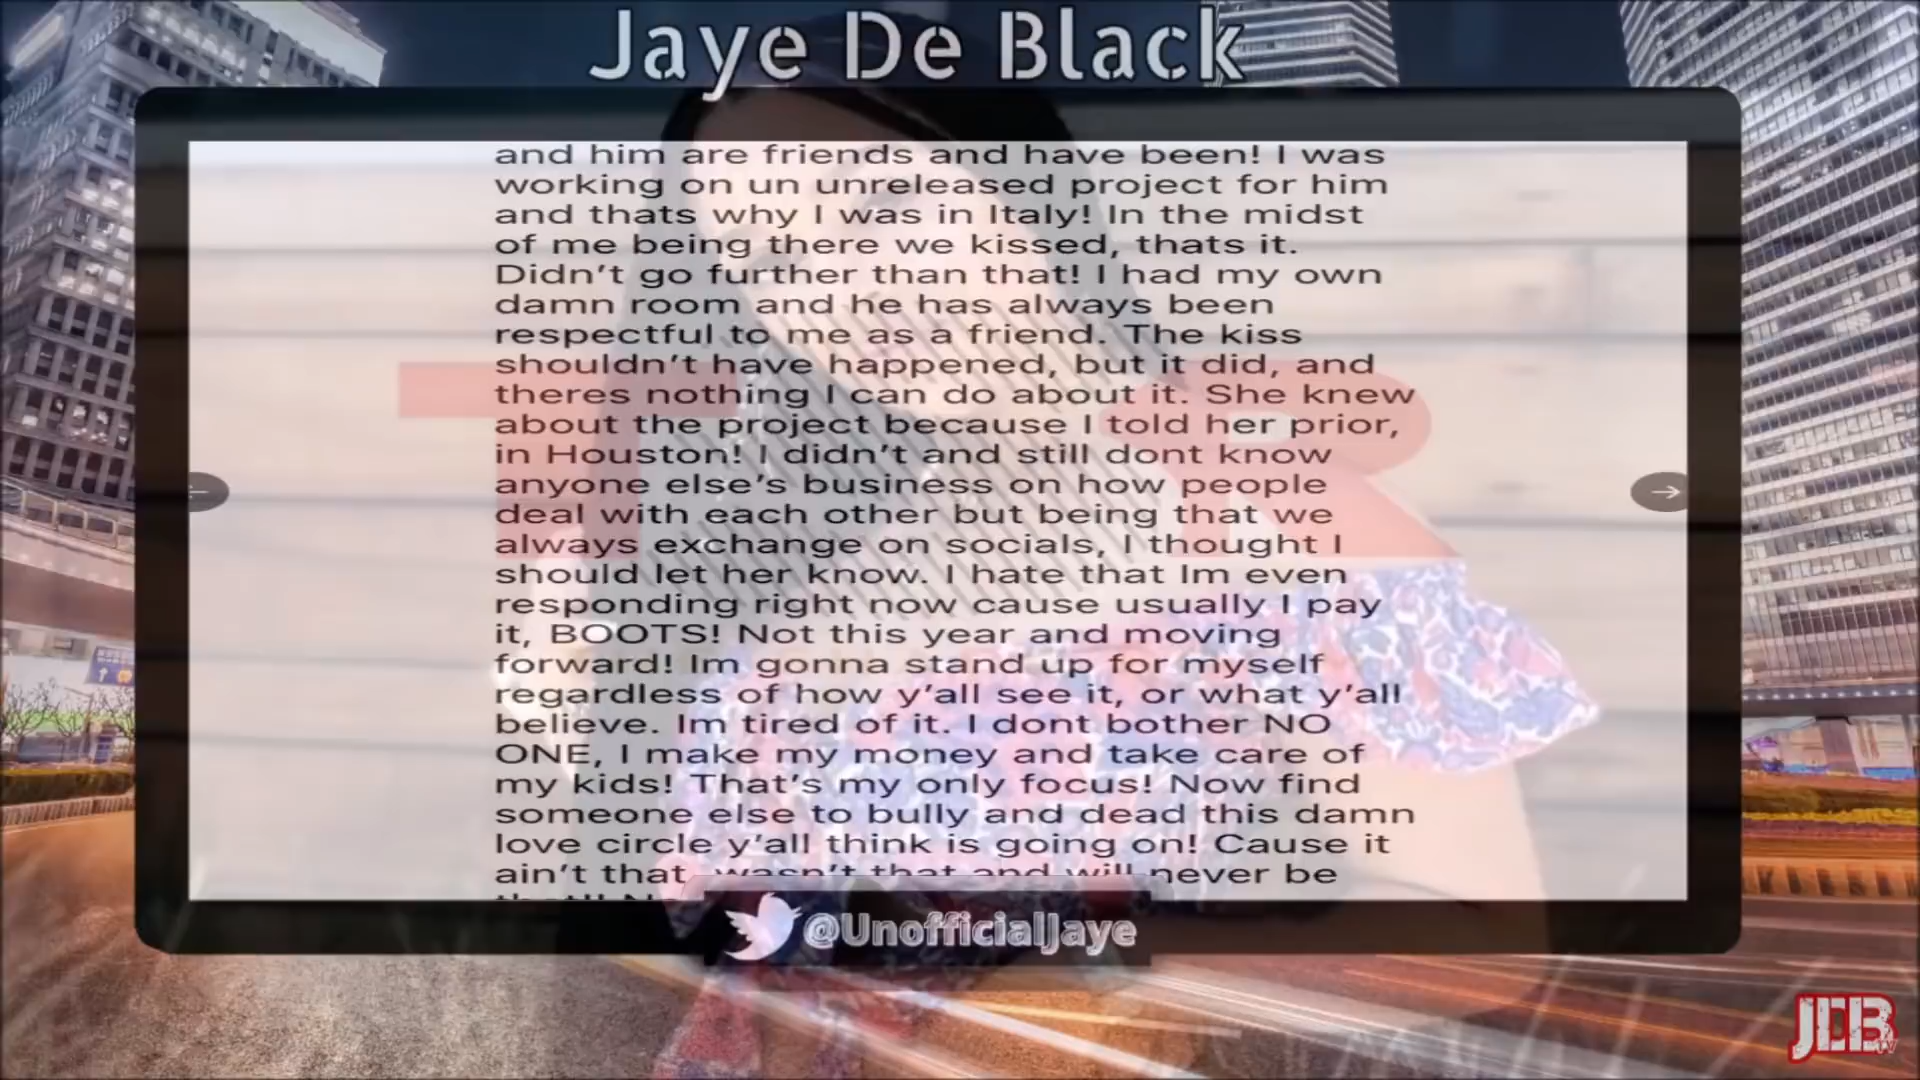 Jaye De Black
and him are friends and have been! I was
working on un unreleased project for him
and thats why I was in Italy! In the midst
of me being there we kissed, thats it.
Didn't go further than that! I had my own
damn room and he has always been
respectful to me as a friend. The kiss
shouldn't have happened, but it did, and
theres nothing I can do about it. She knew
about the project because I told her prior,
in Houston! I didn't and still dont know
anyone else's business on how people
deal with each other but being that we
always exchange on socials, I thought I
should let her know. I hate that Im even
responding right now cause usually I pay
it, BOOTS! Not this year and moving
forward! Im gonna stand up for myself
regardless of how y'all see it, or what y'all
believe. Im tired of it. I dont bother NO
ONE, I make my money and take care of
my kids! That's my only focus! Now find
someone else to bully and dead this damn
love circle y'all think is going on! Cause it
ain't that, wasn't that and will never be
@UnofficialJaye
JDB
TV